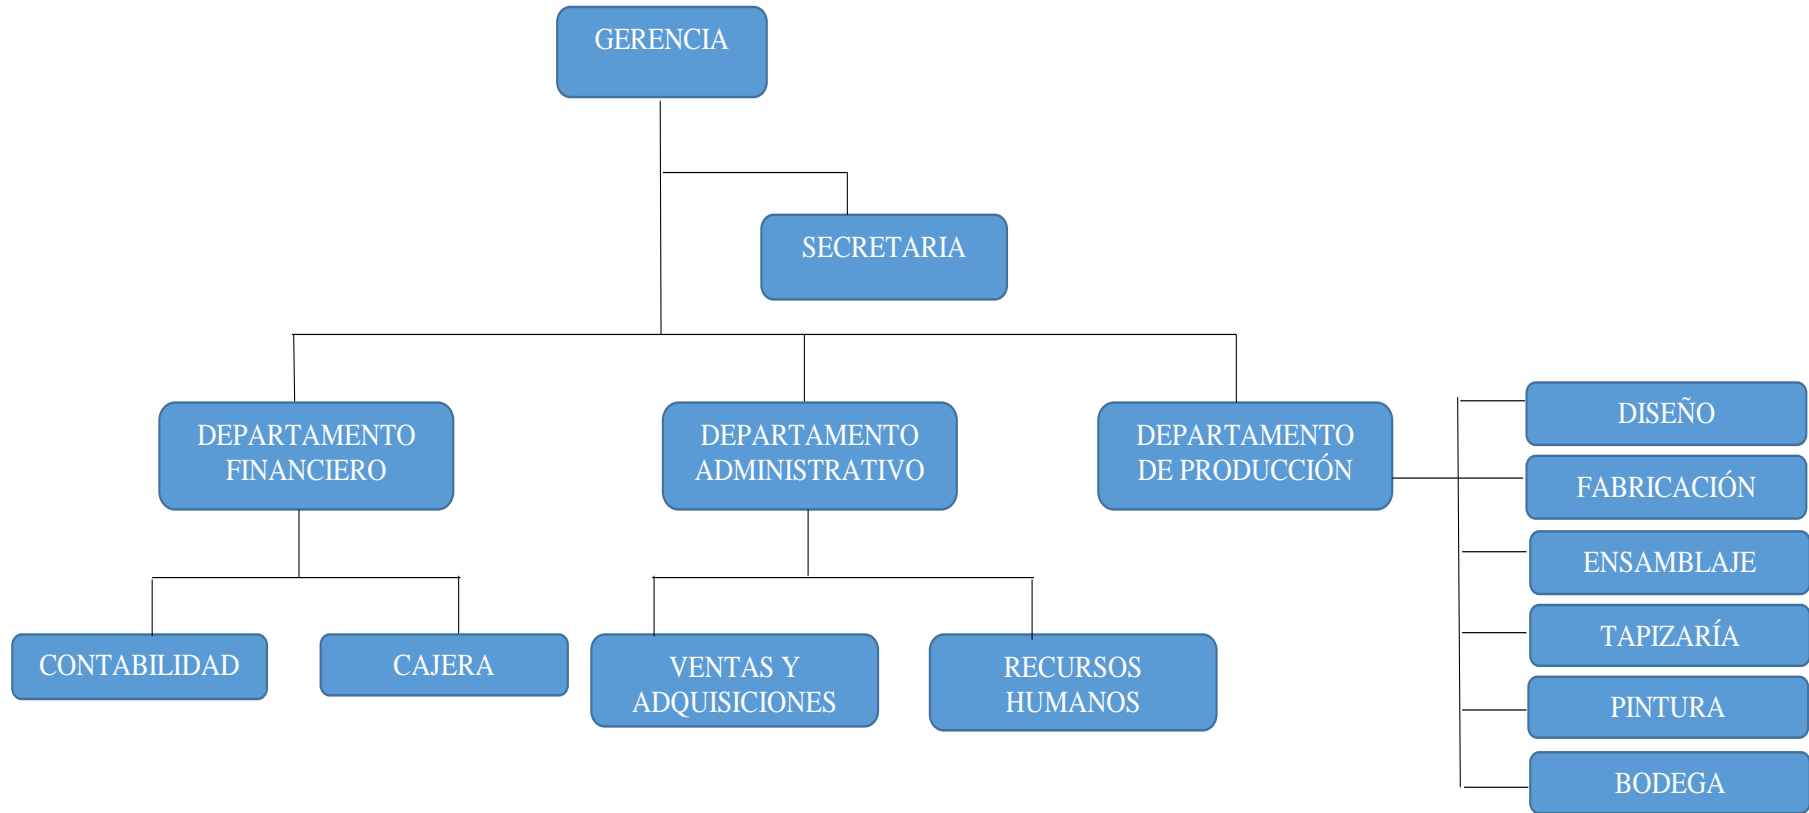 GERENCIA
SECRETARIA
DEPARTAMENTO
FINANCIERO
DEPARTAMENTO
ADMINISTRATIVO
DEPARTAMENTO
DE PRODUCCIÓN
DISEÑO
FABRICACIÓN
ENSAMBLAJE
TAPIZARÍA
PINTURA
BODEGA
CONTABILIDAD
CAJERA
VENTAS Y
ADQUISICIONES
RECURSOS
HUMANOS